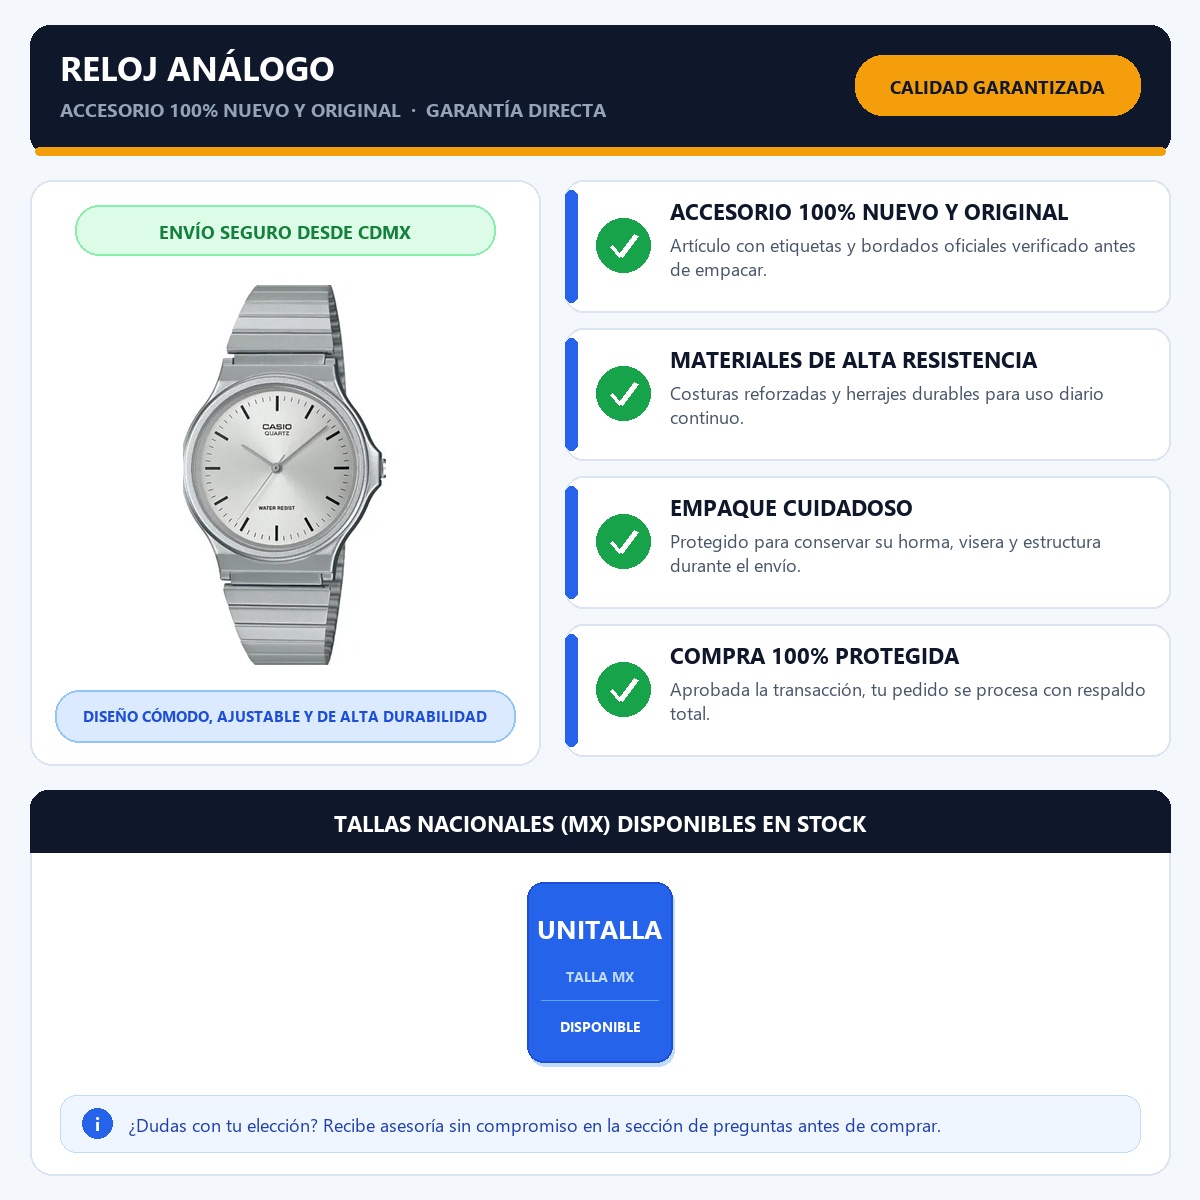 RELOJ ANÁLOGO
ACCESORIO 100% NUEVO Y ORIGINAL · GARANTÍA DIRECTA
CALIDAD GARANTIZADA
ENVÍO SEGURO DESDE CDMX
CASIO
QUARTZ
WATER RESIST
DISEÑO CÓMODO, AJUSTABLE Y DE ALTA DURABILIDAD
ACCESORIO 100% NUEVO Y ORIGINAL
Artículo con etiquetas y bordados oficiales verificado antes
de empacar.
MATERIALES DE ALTA RESISTENCIA
Costuras reforzadas y herrajes durables para uso diario
continuo.
EMPAQUE CUIDADOSO
Protegido para conservar su horma, visera y estructura
durante el envío.
COMPRA 100% PROTEGIDA
Aprobada la transacción, tu pedido se procesa con respaldo
total.
TALLAS NACIONALES (MX) DISPONIBLES EN STOCK
UNITALLA
TALLA MX
DISPONIBLE
¿Dudas con tu elección? Recibe asesoría sin compromiso en la sección de preguntas antes de comprar.